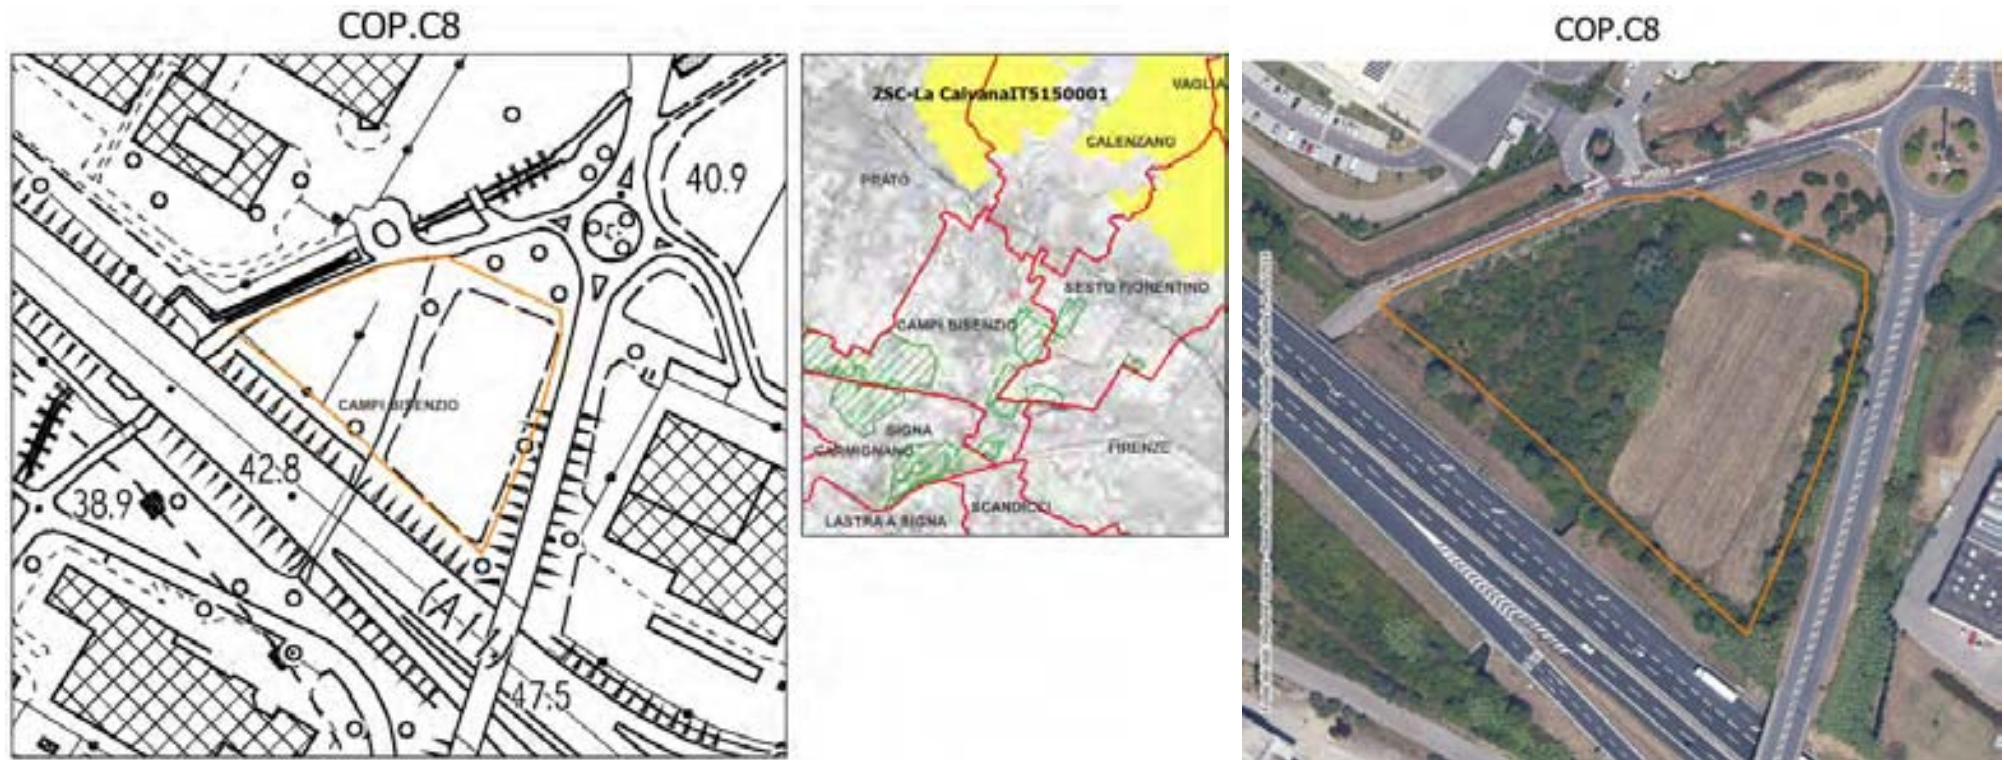 COP.C8
40.9
CAMPI BISENZIO
42.8
38.9
(A1)
47.5
ZSC-La CalvanaIT5150001
VAGLIA
CALENZANO
PRATO
SESTO FIORENTINO
CAMPI BISENZIO
SIGNA
CARMIGNANO
FIRENZE
SCANDICCI
LASTRA A SIGNA
COP.C8